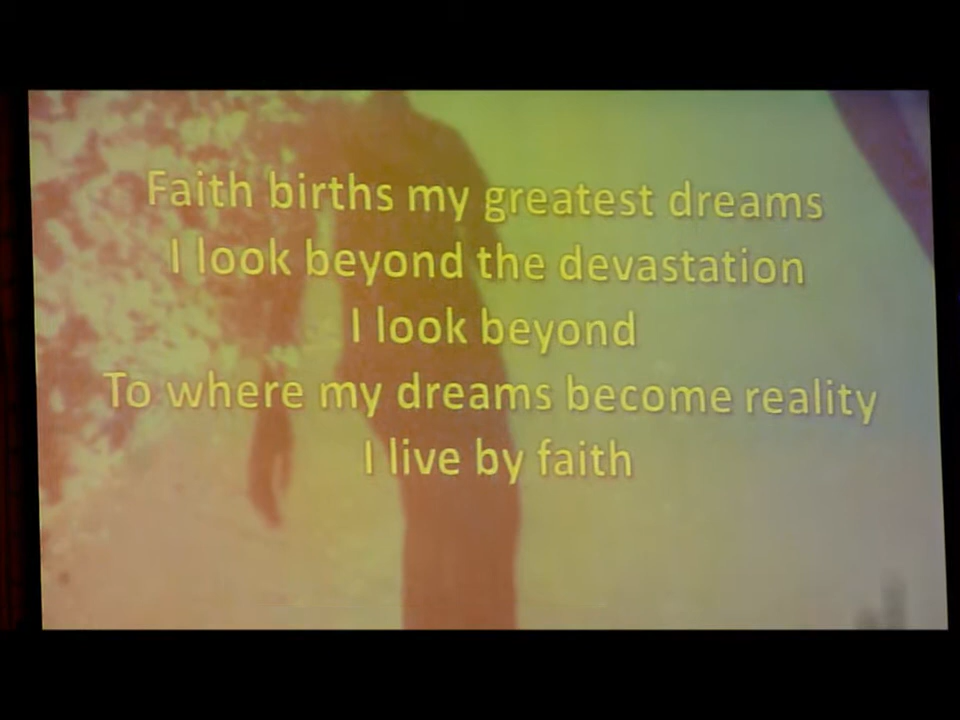 Faith births my greatest dreams
I look beyond the devastation
I look beyond
To where my dreams become reality
I live by faith